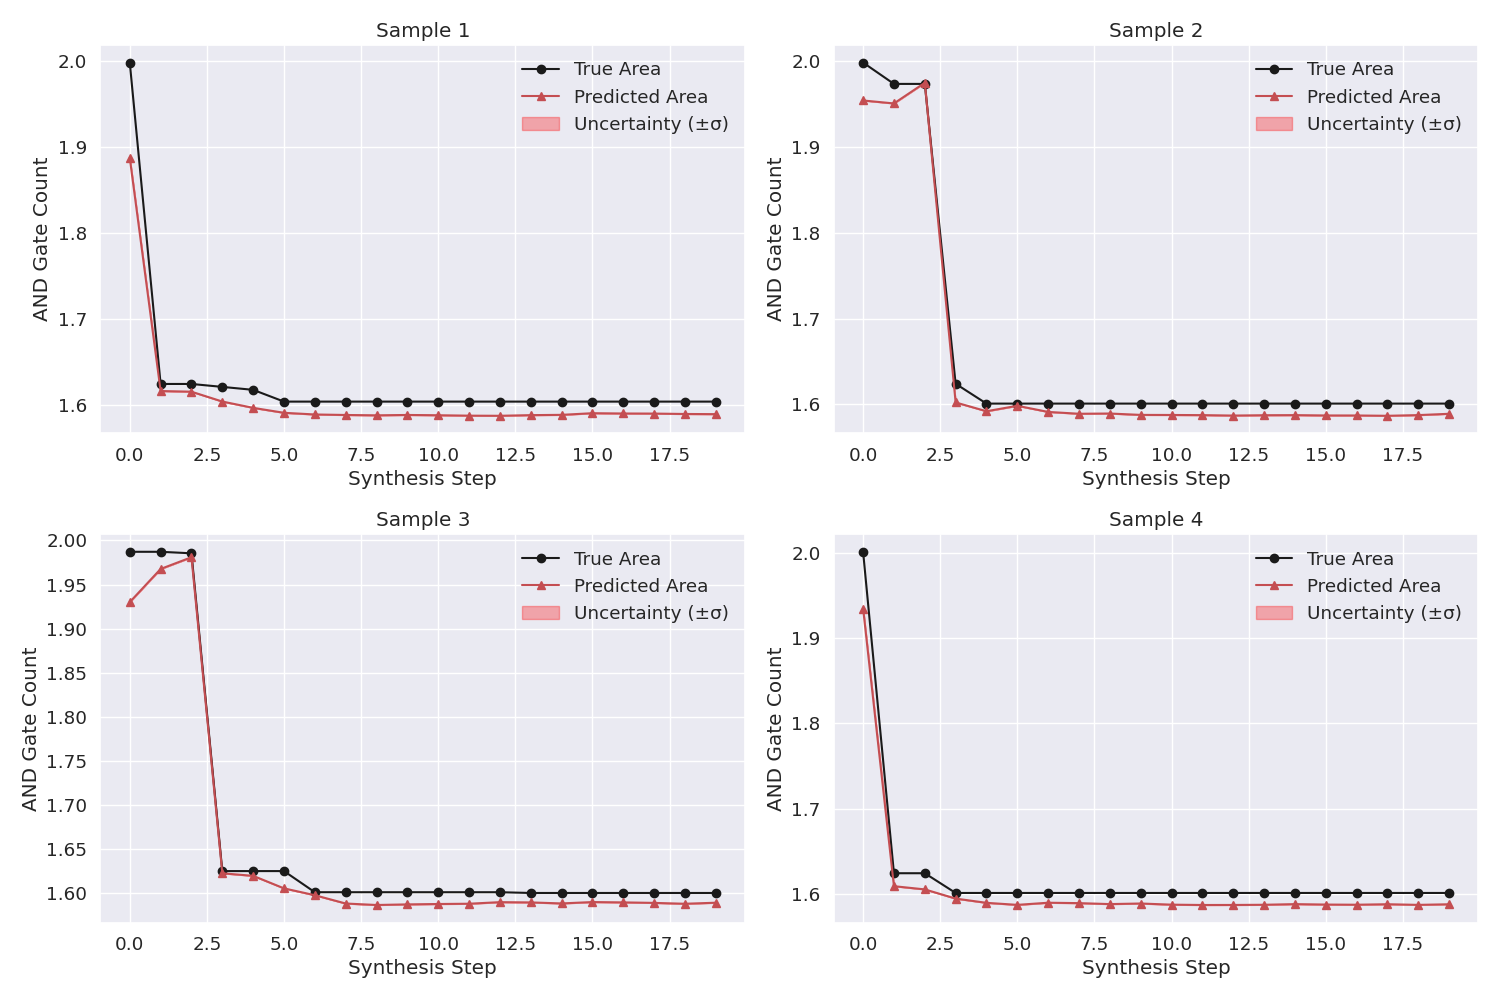 Sample 1
2.0
1.9
1.8
1.7
1.6
AND Gate Count
True Area
Predicted Area
Uncertainty (±σ)
0.0 2.5 5.0 7.5 10.0 12.5 15.0 17.5
Synthesis Step
Sample 2
2.0
1.9
1.8
1.7
1.6
AND Gate Count
True Area
Predicted Area
Uncertainty (±σ)
0.0 2.5 5.0 7.5 10.0 12.5 15.0 17.5
Synthesis Step
Sample 3
2.00
1.95
1.90
1.85
1.80
1.75
1.70
1.65
1.60
AND Gate Count
True Area
Predicted Area
Uncertainty (±σ)
0.0 2.5 5.0 7.5 10.0 12.5 15.0 17.5
Synthesis Step
Sample 4
2.0
1.9
1.8
1.7
1.6
AND Gate Count
True Area
Predicted Area
Uncertainty (±σ)
0.0 2.5 5.0 7.5 10.0 12.5 15.0 17.5
Synthesis Step